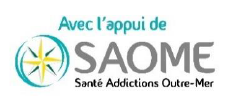 Avec l'appui de
SAOME
Santé Addictions Outre-Mer